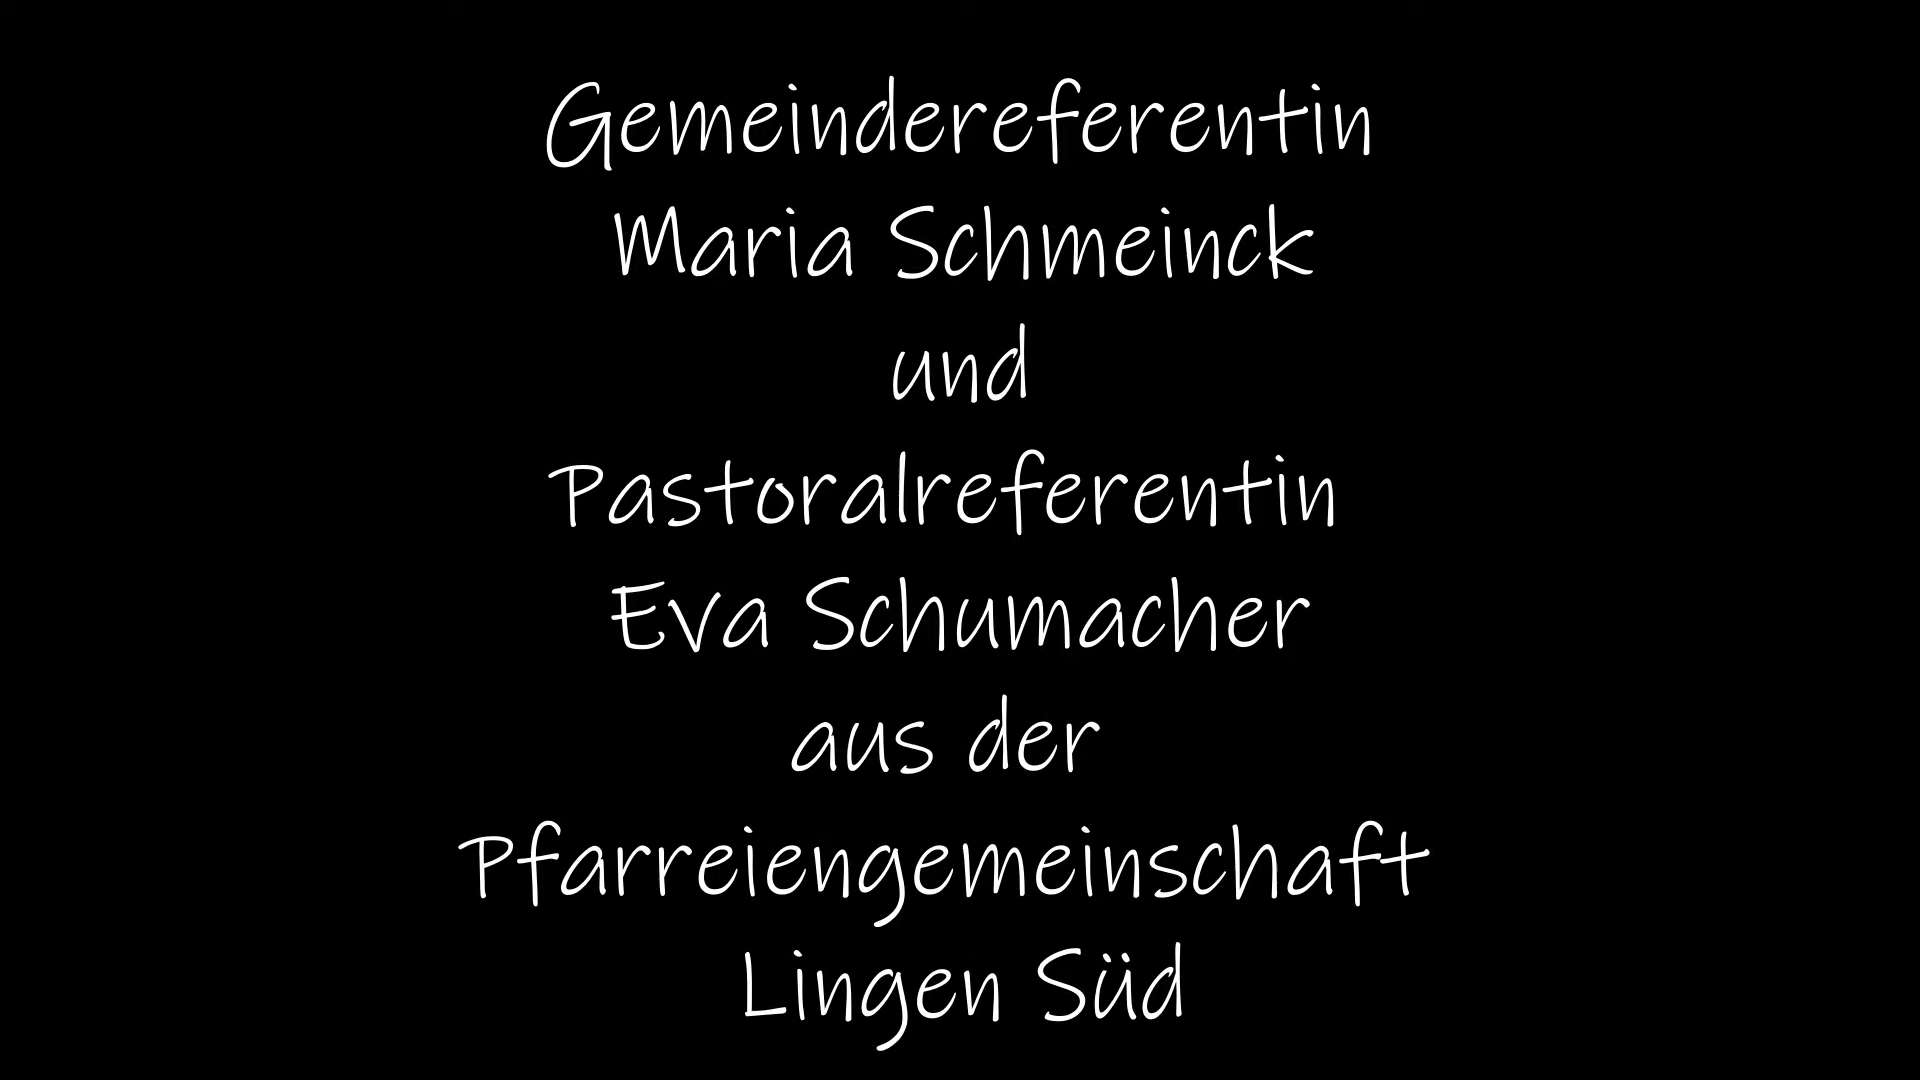 Gemeindereferentin
Maria Schmeinck
und
Pastoralreferentin
Eva Schumacher
aus der
Pfarreiengemeinschaft
Lingen Süd